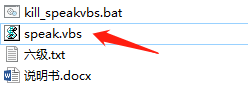 kill_speakvbs.bat
speak.vbs
六级.txt
说明书.docx